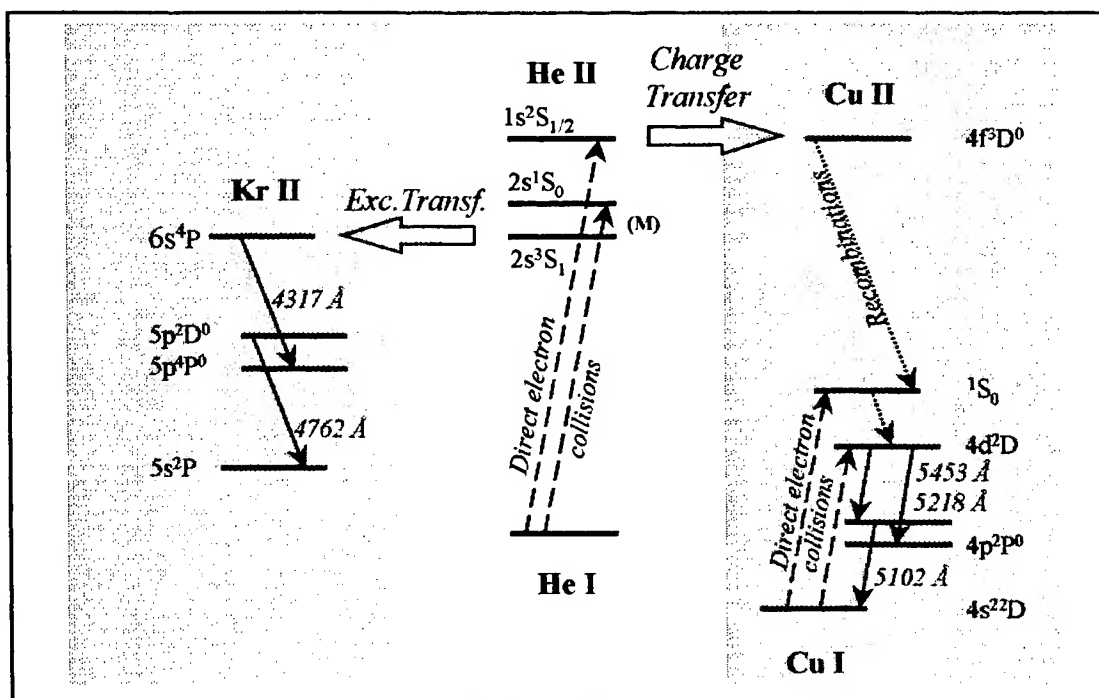 Charge
Transfer
He II
Cu II
1s²S₁/₂
4f³D⁰
2s¹S₀
Kr II
Exc.Transf.
(M)
6s⁴P
2s³S₁
4317 Å
Recombinations
5p²D⁰
5p⁴P⁰
¹S₀
4762 Å
Direct electron
collisions
4d²D
5s²P
5453 Å
5218 Å
Direct electron
collisions
4p²P⁰
5102 Å
He I
4s²²D
Cu I